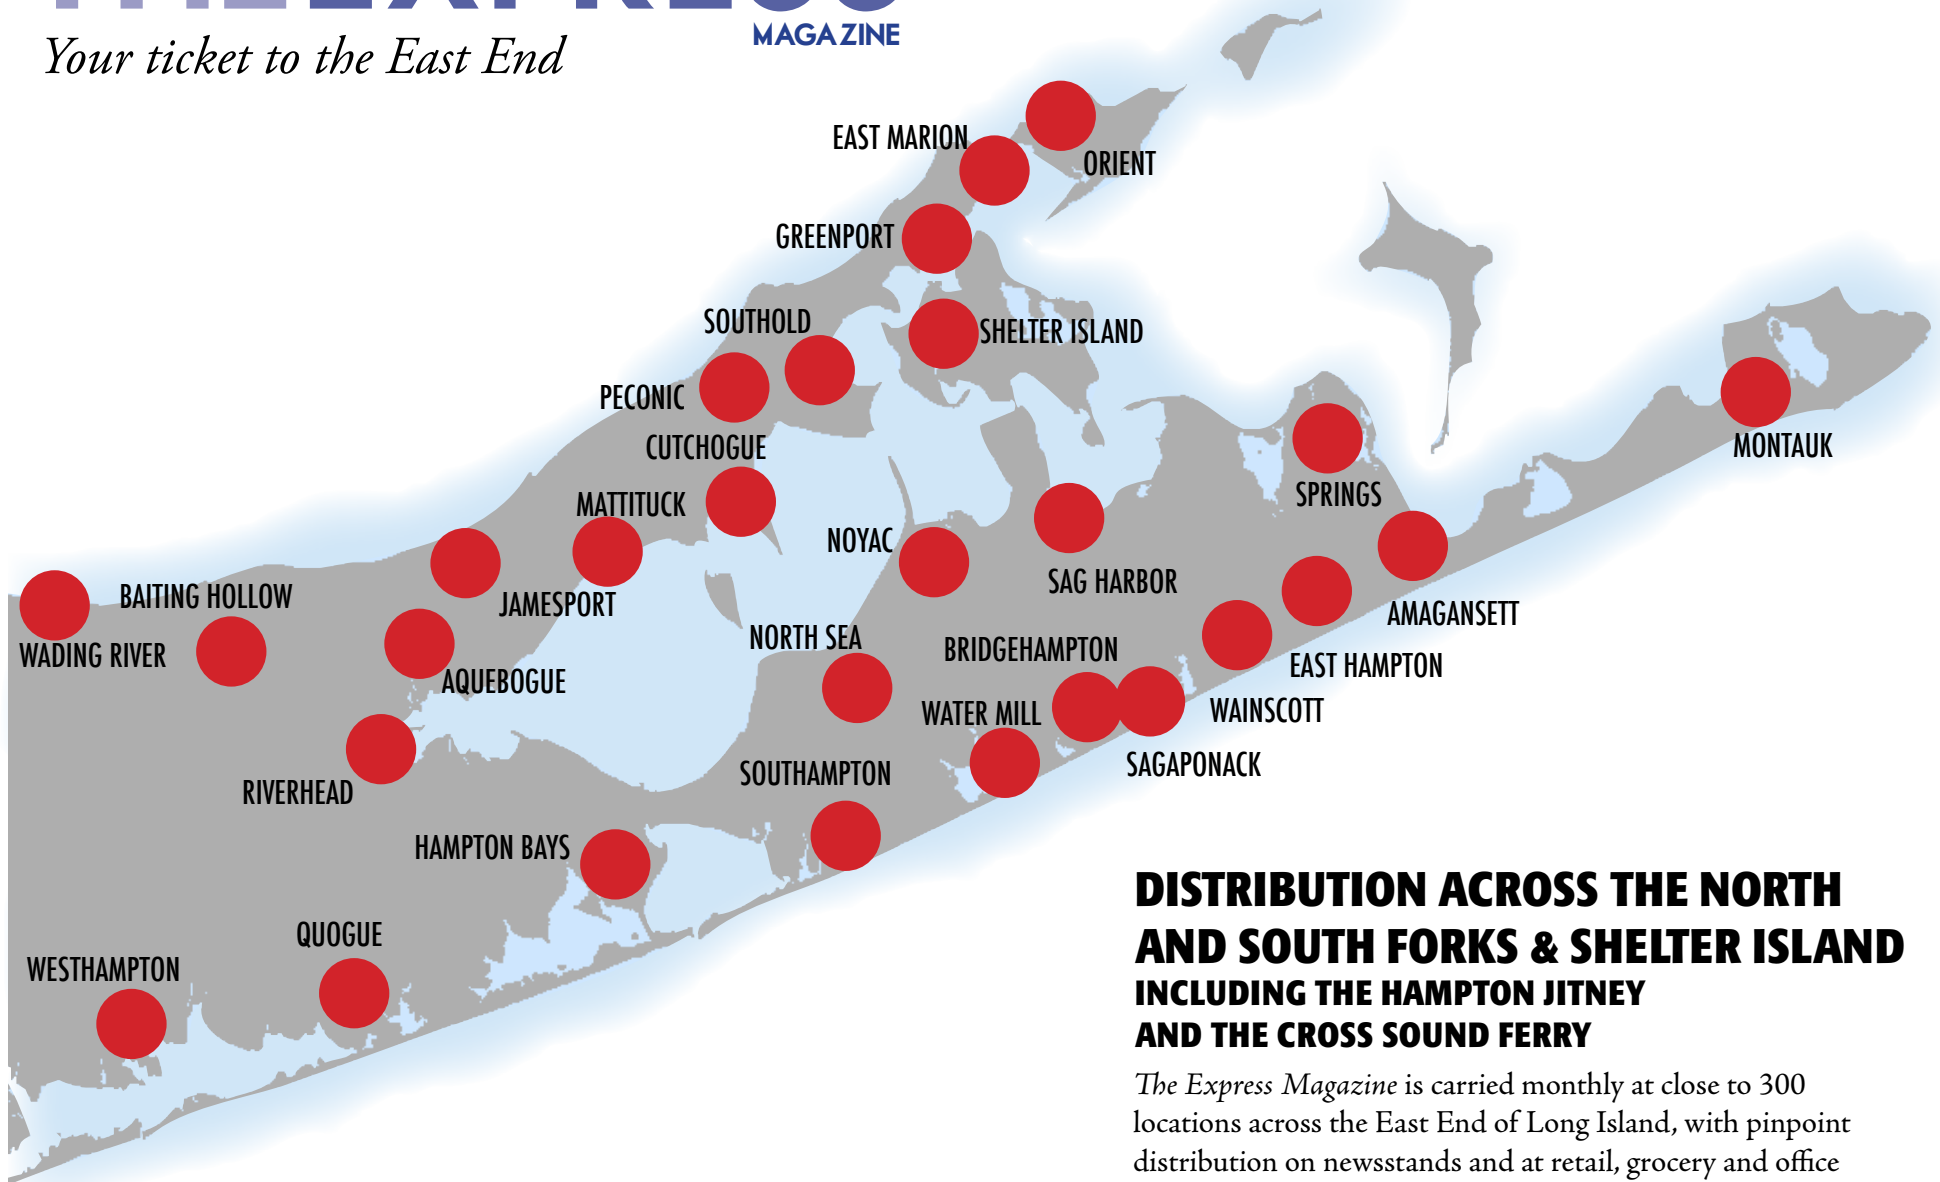 THE EXPRESS
MAGAZINE
Your ticket to the East End
EAST MARION
ORIENT
GREENPORT
SOUTHOLD
SHELTER ISLAND
PECONIC
CUTCHOGUE
MONTAUK
MATTITUCK
SPRINGS
NOYAC
SAG HARBOR
BAITING HOLLOW
JAMESPORT
AMAGANSETT
WADING RIVER
NORTH SEA
BRIDGEHAMPTON
EAST HAMPTON
AQUEBOGUE
WATER MILL
WAINSCOTT
SAGAPONACK
SOUTHAMPTON
RIVERHEAD
HAMPTON BAYS
QUOGUE
WESTHAMPTON
DISTRIBUTION ACROSS THE NORTH
AND SOUTH FORKS & SHELTER ISLAND
INCLUDING THE HAMPTON JITNEY
AND THE CROSS SOUND FERRY
The Express Magazine is carried monthly at close to 300
locations across the East End of Long Island, with pinpoint
distribution on newsstands and at retail, grocery and office